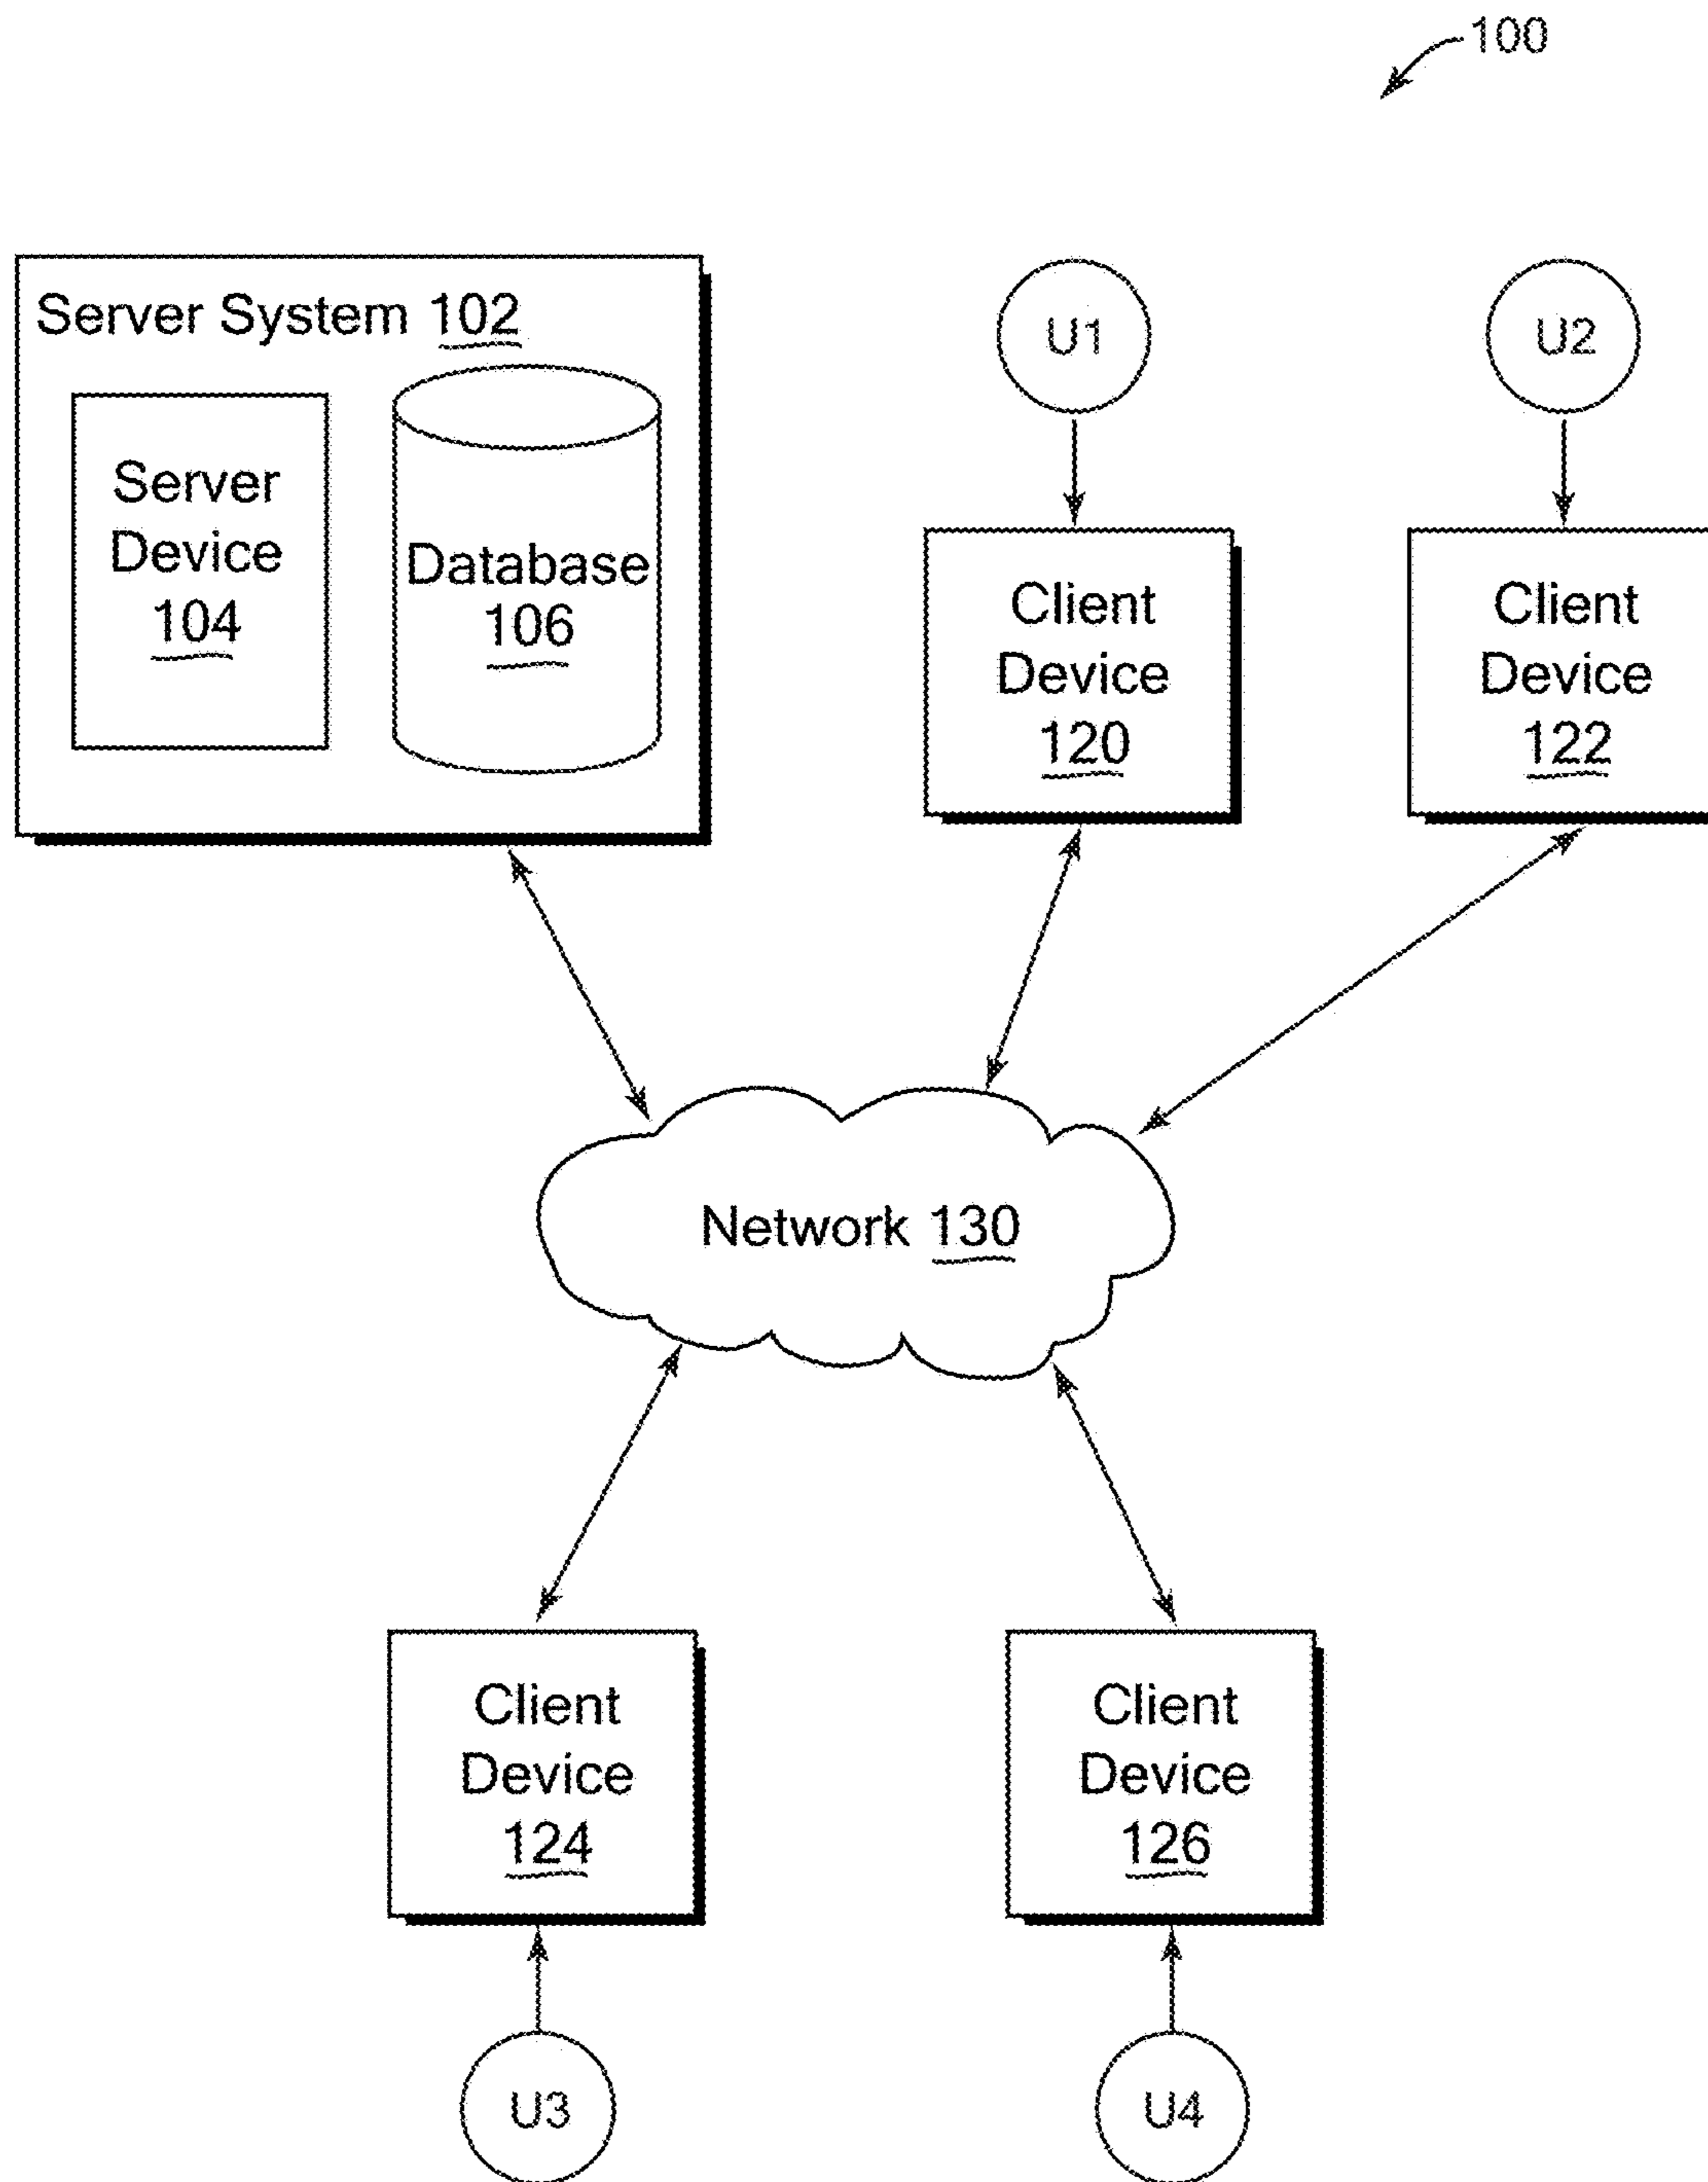 100
Server System 102
Server
Device
104
Database
106
U1
U2
Client
Device
120
Client
Device
122
Network 130
Client
Device
124
Client
Device
126
U3
U4